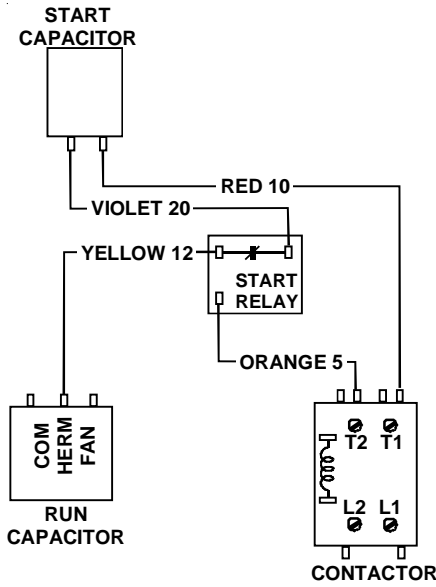 START
CAPACITOR
RED 10
VIOLET 20
YELLOW 12
START
RELAY
ORANGE 5
COM
HERM
FAN
T2 T1
L2 L1
RUN
CAPACITOR
CONTACTOR